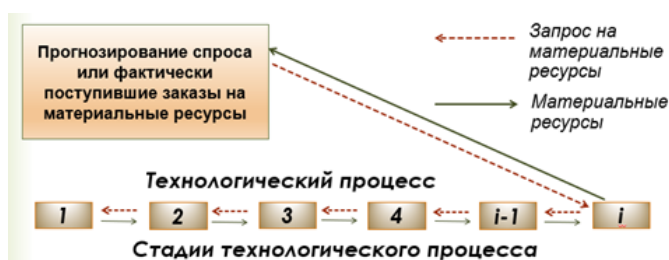 Прогнозирование спроса
или фактически
поступившие заказы на
материальные ресурсы
Запрос на
материальные
ресурсы
Материальные
ресурсы
Технологический процесс
1 2 3 4 i-1 i
Стадии технологического процесса